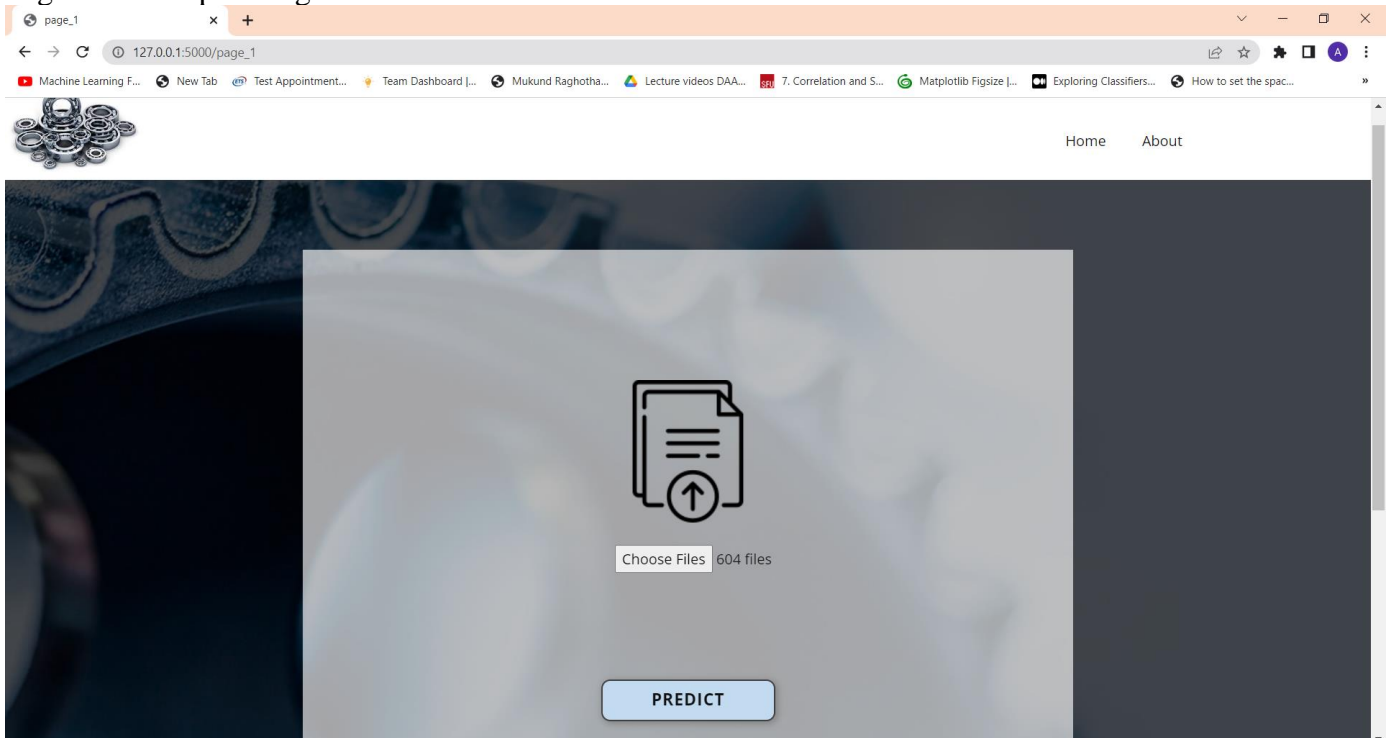 page_1
127.0.0.1:5000/page_1
A
Machine Learning F... New Tab Test Appointment... Team Dashboard |... Mukund Raghotha... Lecture videos DAA... SFU 7. Correlation and S... Matplotlib Figsize |... Exploring Classifiers... How to set the spac... »
Home About
Choose Files 604 files
PREDICT